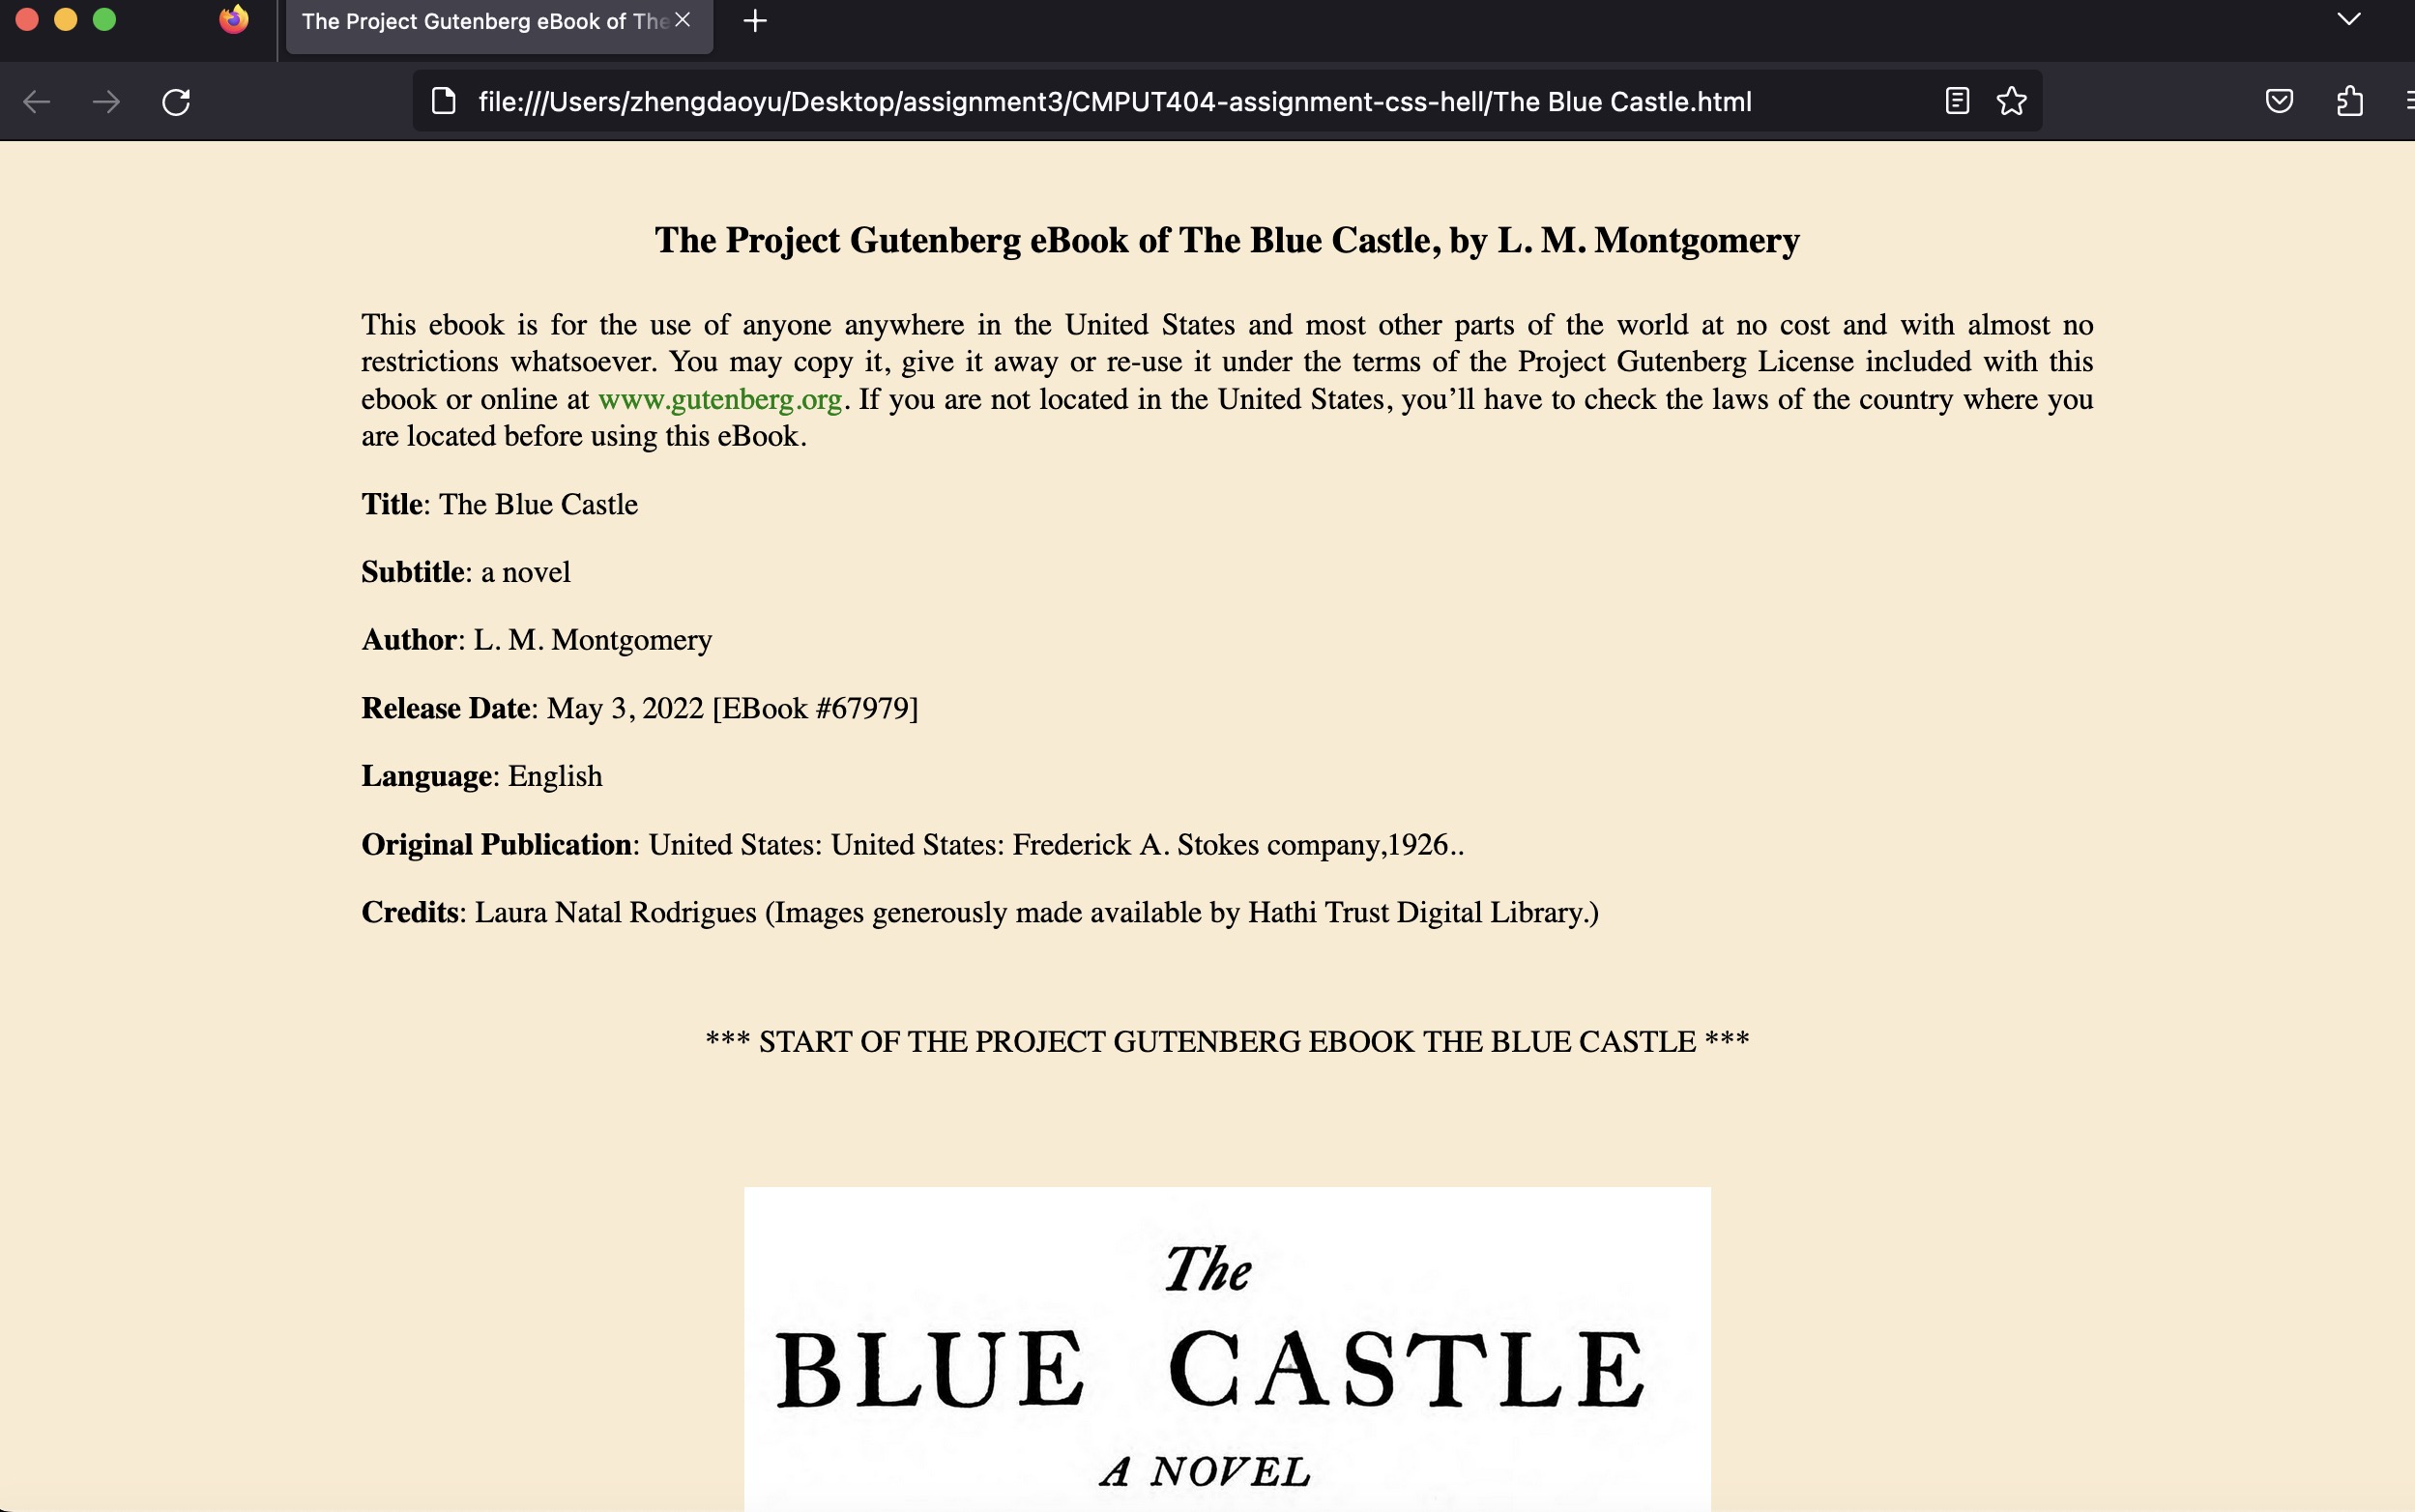 The Project Gutenberg eBook of The
file:///Users/zhengdaoyu/Desktop/assignment3/CMPUT404-assignment-css-hell/The Blue Castle.html
The Project Gutenberg eBook of The Blue Castle, by L. M. Montgomery
This ebook is for the use of anyone anywhere in the United States and most other parts of the world at no cost and with almost no
restrictions whatsoever. You may copy it, give it away or re-use it under the terms of the Project Gutenberg License included with this
ebook or online at www.gutenberg.org. If you are not located in the United States, you’ll have to check the laws of the country where you
are located before using this eBook.
Title: The Blue Castle
Subtitle: a novel
Author: L. M. Montgomery
Release Date: May 3, 2022 [EBook #67979]
Language: English
Original Publication: United States: United States: Frederick A. Stokes company,1926..
Credits: Laura Natal Rodrigues (Images generously made available by Hathi Trust Digital Library.)
*** START OF THE PROJECT GUTENBERG EBOOK THE BLUE CASTLE ***
The
BLUE CASTLE
A NOVEL